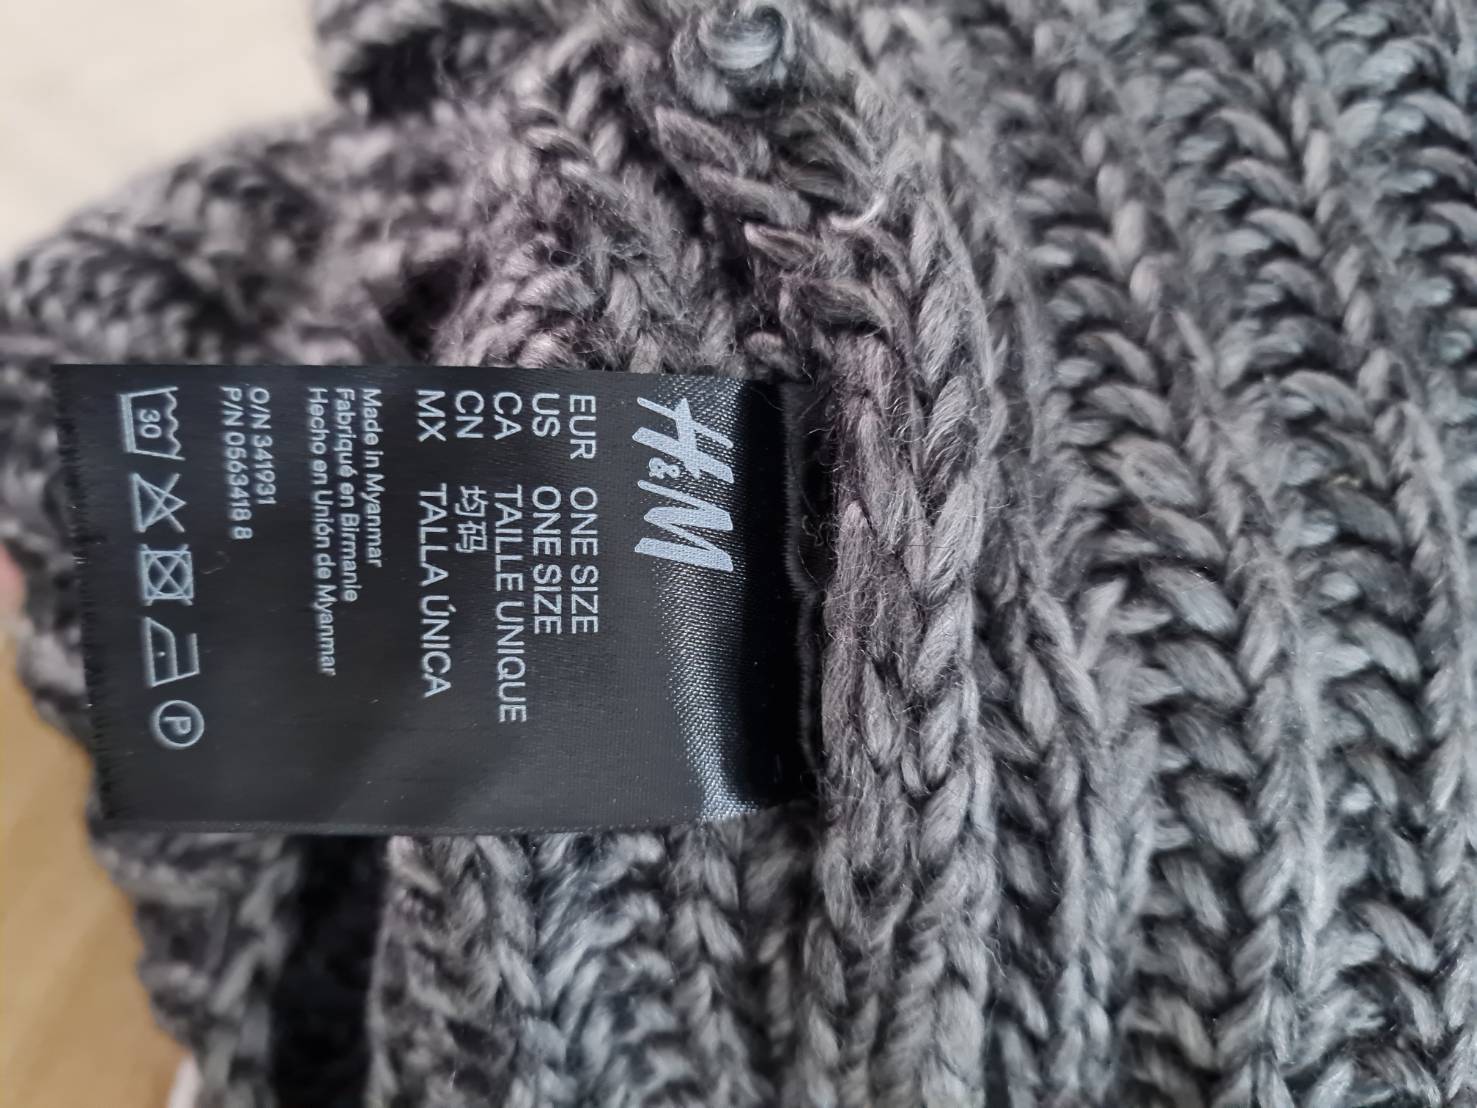 H&M
EUR ONE SIZE
US ONE SIZE
CA TAILLE UNIQUE
CN 均码
MX TALLA ÚNICA
Made in Myanmar
Fabriqué en Birmanie
Hecho en Unión de Myanmar
O/N 341931
P/N 0563418 8
30 P